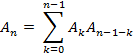 $A_n = \sum_{k=0}^{n-1} A_k A_{n-1-k}$